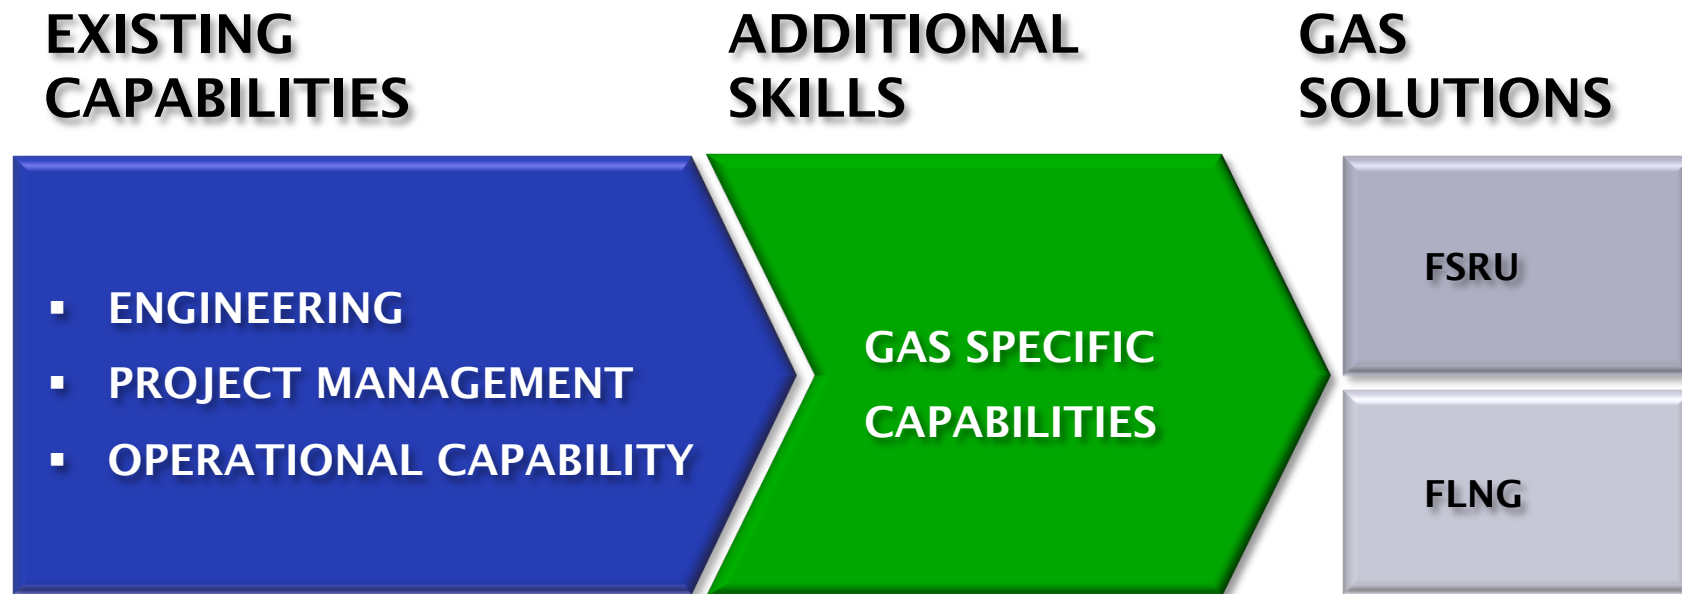 EXISTING
CAPABILITIES
ADDITIONAL
SKILLS
GAS
SOLUTIONS
▪ ENGINEERING
▪ PROJECT MANAGEMENT
▪ OPERATIONAL CAPABILITY
GAS SPECIFIC
CAPABILITIES
FSRU
FLNG